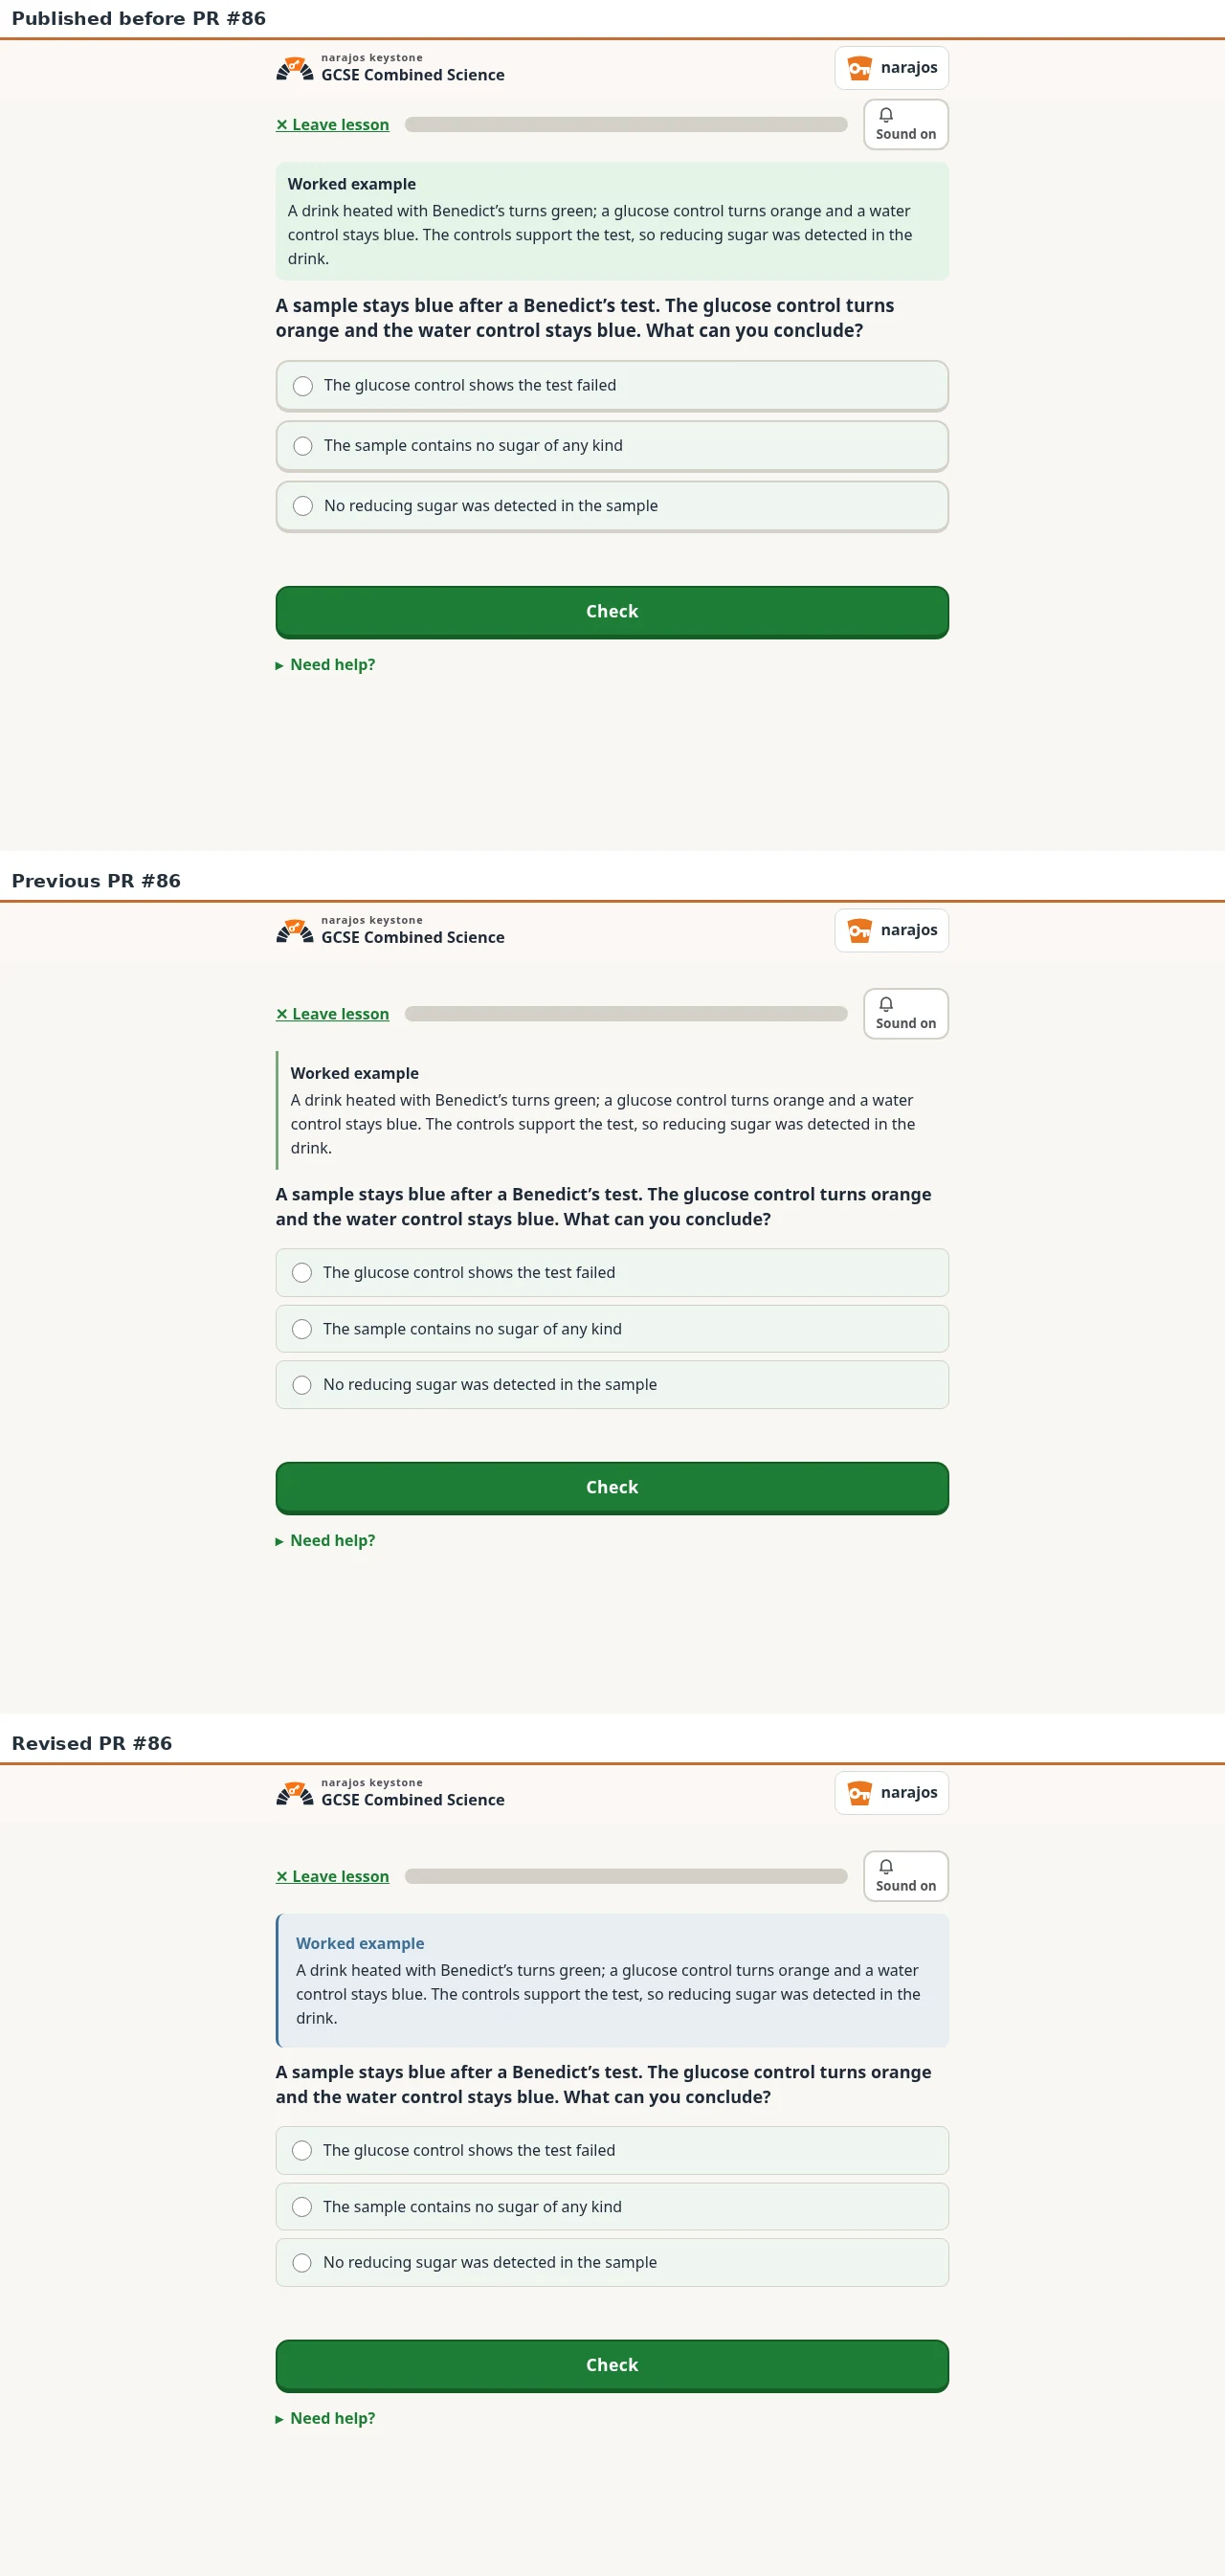 Published before PR #86
narajos keystone
GCSE Combined Science
narajos
✕ Leave lesson
Sound on
Worked example
A drink heated with Benedict’s turns green; a glucose control turns orange and a water
control stays blue. The controls support the test, so reducing sugar was detected in the
drink.
A sample stays blue after a Benedict’s test. The glucose control turns
orange and the water control stays blue. What can you conclude?
The glucose control shows the test failed
The sample contains no sugar of any kind
No reducing sugar was detected in the sample
Check
▸ Need help?
Previous PR #86
narajos keystone
GCSE Combined Science
narajos
✕ Leave lesson
Sound on
Worked example
A drink heated with Benedict’s turns green; a glucose control turns orange and a water
control stays blue. The controls support the test, so reducing sugar was detected in the
drink.
A sample stays blue after a Benedict’s test. The glucose control turns orange
and the water control stays blue. What can you conclude?
The glucose control shows the test failed
The sample contains no sugar of any kind
No reducing sugar was detected in the sample
Check
▸ Need help?
Revised PR #86
narajos keystone
GCSE Combined Science
narajos
✕ Leave lesson
Sound on
Worked example
A drink heated with Benedict’s turns green; a glucose control turns orange and a water
control stays blue. The controls support the test, so reducing sugar was detected in the
drink.
A sample stays blue after a Benedict’s test. The glucose control turns orange
and the water control stays blue. What can you conclude?
The glucose control shows the test failed
The sample contains no sugar of any kind
No reducing sugar was detected in the sample
Check
▸ Need help?